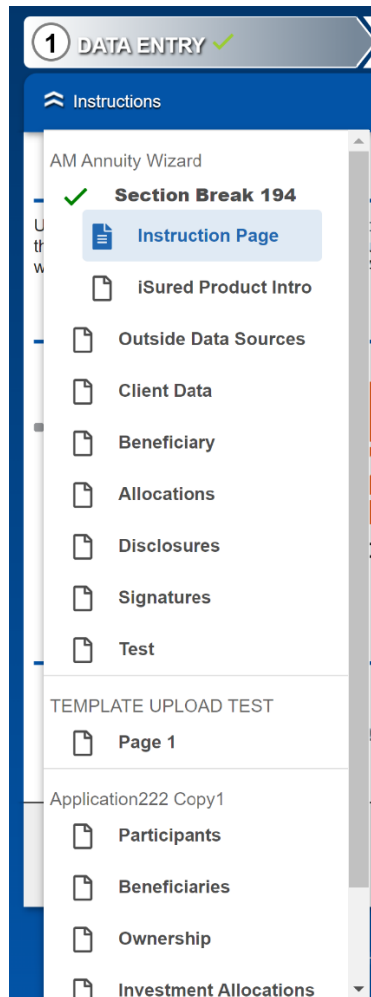 1 DATA ENTRY
Instructions
AM Annuity Wizard
Section Break 194
Instruction Page
iSured Product Intro
Outside Data Sources
Client Data
Beneficiary
Allocations
Disclosures
Signatures
Test
TEMPLATE UPLOAD TEST
Page 1
Application222 Copy1
Participants
Beneficiaries
Ownership
Investment Allocations